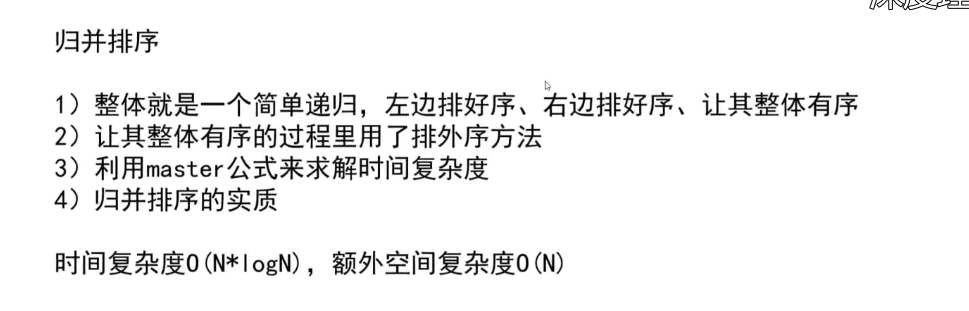 归并排序
1）整体就是一个简单递归，左边排好序、右边排好序、让其整体有序
2）让其整体有序的过程里用了排外序方法
3）利用master公式来求解时间复杂度
4）归并排序的实质
时间复杂度O(N*logN)，额外空间复杂度O(N)